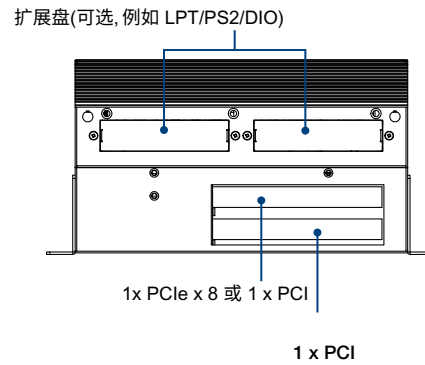 扩展盘(可选, 例如 LPT/PS2/DIO)
1x PCIe x 8 或 1 x PCI
1 x PCI